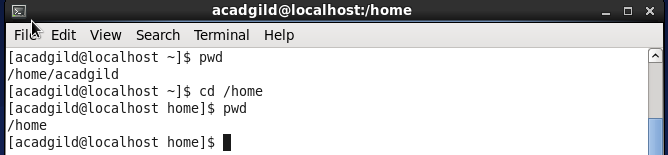 acadgild@localhost:/home
File Edit View Search Terminal Help
[acadgild@localhost ~]$ pwd
/home/acadgild
[acadgild@localhost ~]$ cd /home
[acadgild@localhost home]$ pwd
/home
[acadgild@localhost home]$